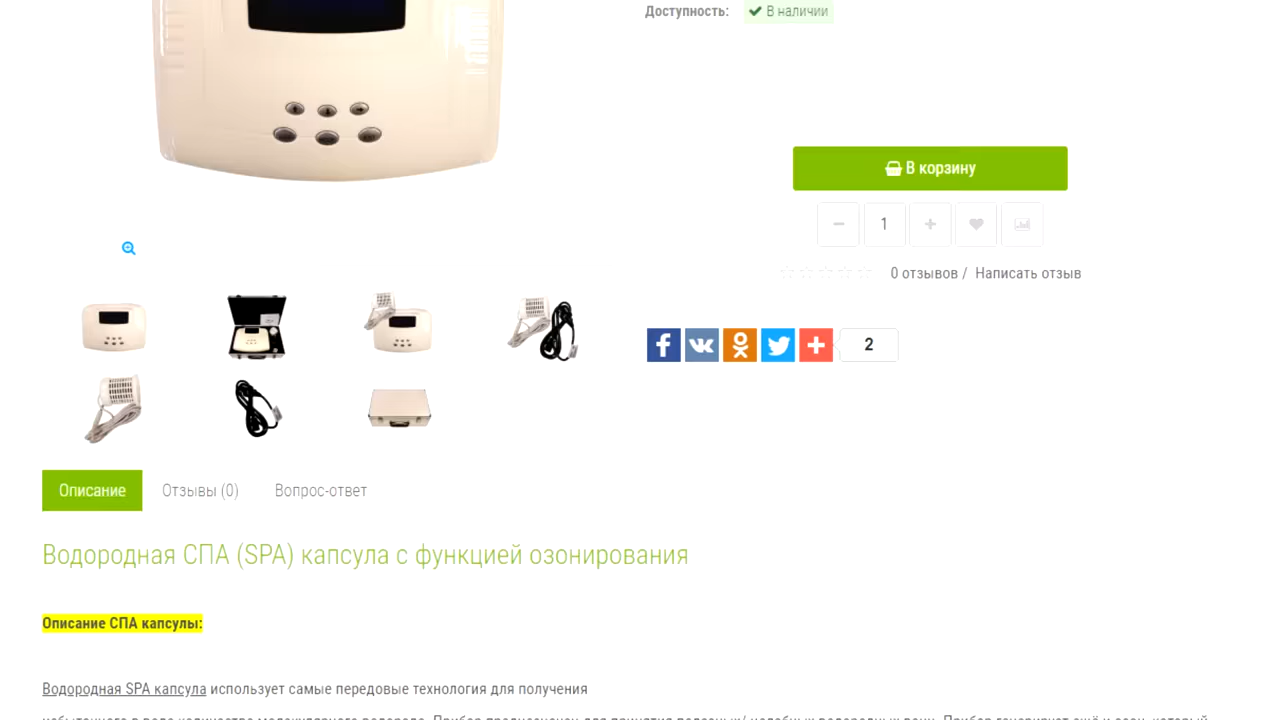 Доступность: В наличии
В корзину
1
0 отзывов / Написать отзыв
2
Описание Отзывы (0) Вопрос-ответ
Водородная СПА (SPA) капсула с функцией озонирования
Описание СПА капсулы:
Водородная SPA капсула использует самые передовые технология для получения